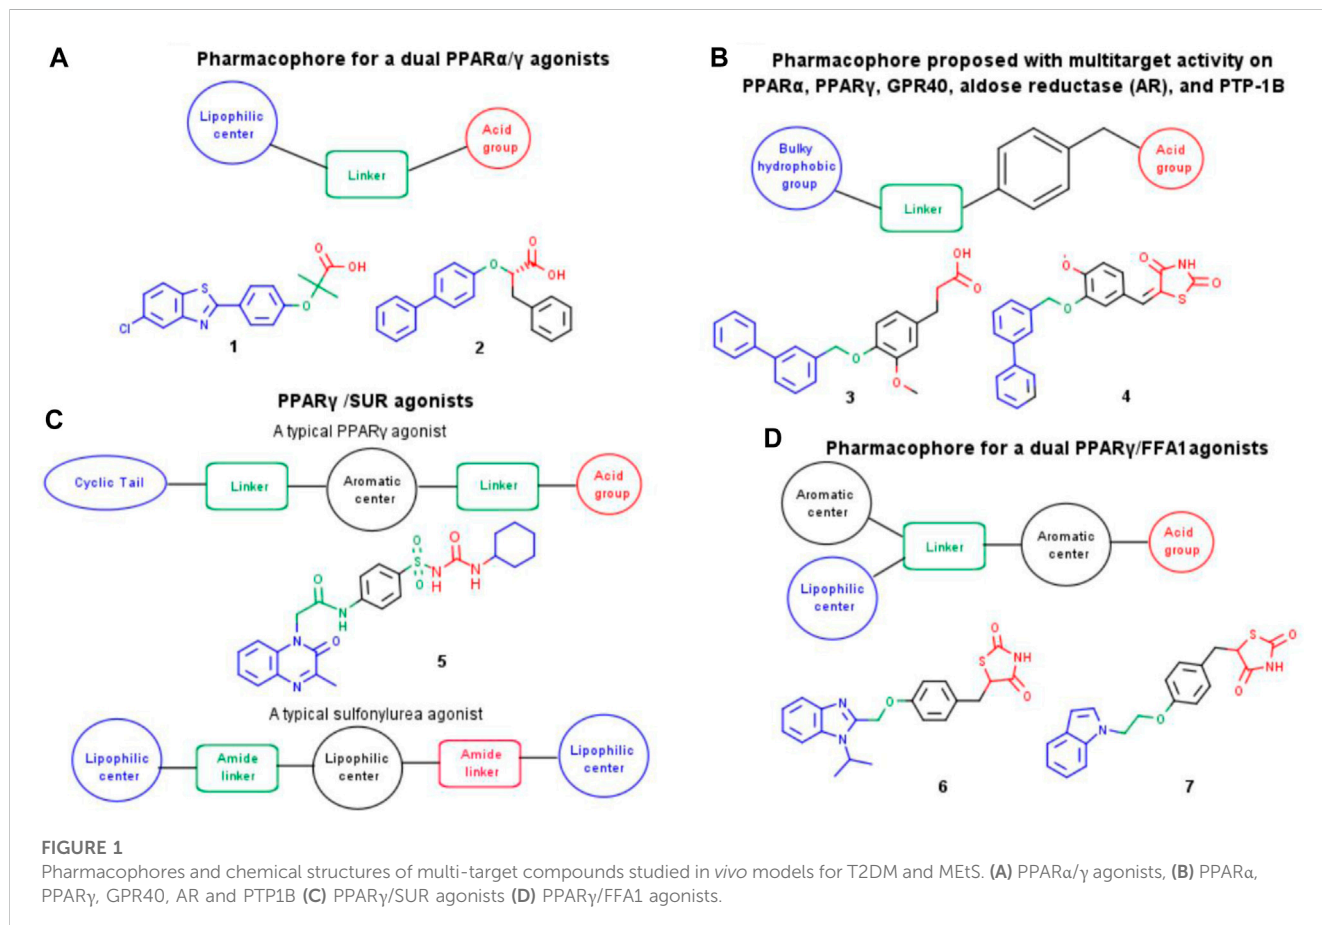 A
Pharmacophore for a dual PPARα/γ agonists
Lipophilic
center
Linker
Acid
group
Cl
S
N
O
O
OH
1
O
O
OH
2
B
Pharmacophore proposed with multitarget activity on
PPARα, PPARγ, GPR40, aldose reductase (AR), and PTP-1B
Bulky
hydrophobic
group
Linker
Acid
group
O
OH
O
O
3
O
O
O
NH
S
O
4
C
PPARγ /SUR agonists
A typical PPARγ agonist
Cyclic Tail
Linker
Aromatic
center
Linker
Acid
group
O
O
S
O
O
N
H
N
H
N
H
O
N
O
N
5
A typical sulfonylurea agonist
Lipophilic
center
Amide
linker
Lipophilic
center
Amide
linker
Lipophilic
center
D
Pharmacophore for a dual PPARγ/FFA1agonists
Aromatic
center
Lipophilic
center
Linker
Aromatic
center
Acid
group
O
S
NH
O
O
N
N
6
S
O
NH
O
O
N
7
FIGURE 1
Pharmacophores and chemical structures of multi-target compounds studied in vivo models for T2DM and MEtS. (A) PPARα/γ agonists, (B) PPARα,
PPARγ, GPR40, AR and PTP1B (C) PPARγ/SUR agonists (D) PPARγ/FFA1 agonists.